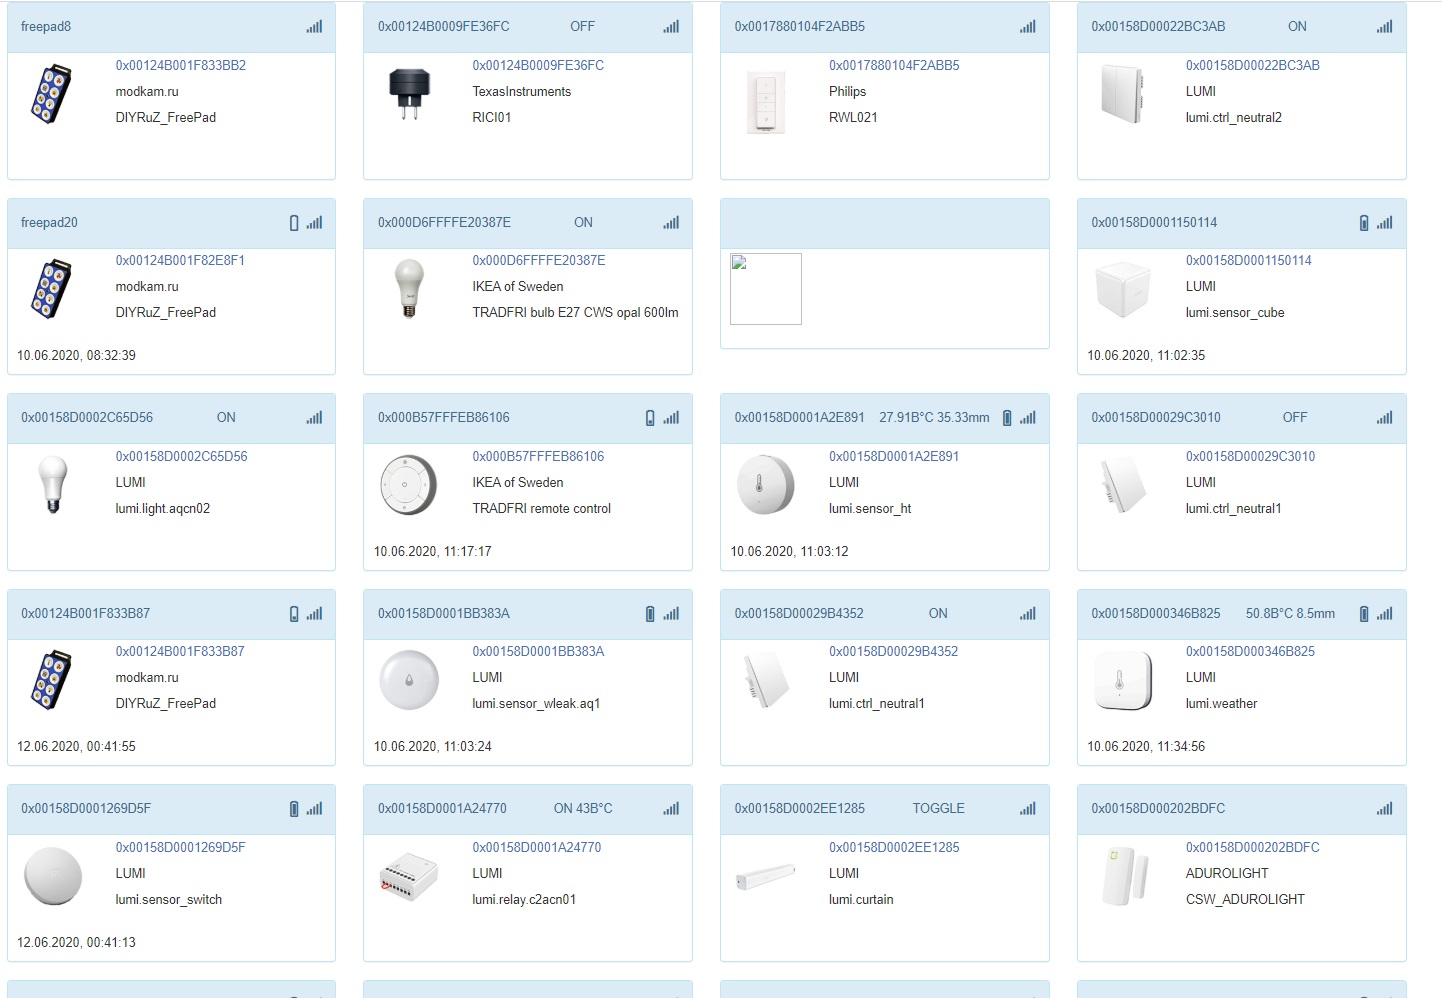 freepad8
0x00124B001F833BB2
modkam.ru
DIYRuZ_FreePad
0x00124B0009FE36FC OFF
0x00124B0009FE36FC
TexasInstruments
RICI01
0x0017880104F2ABB5
0x0017880104F2ABB5
Philips
RWL021
0x00158D00022BC3AB ON
0x00158D00022BC3AB
LUMI
lumi.ctrl_neutral2
freepad20
0x00124B001F82E8F1
modkam.ru
DIYRuZ_FreePad
10.06.2020, 08:32:39
0x000D6FFFFE20387E ON
0x000D6FFFFE20387E
IKEA of Sweden
TRADFRI bulb E27 CWS opal 600lm
0x00158D0001150114
0x00158D0001150114
LUMI
lumi.sensor_cube
10.06.2020, 11:02:35
0x00158D0002C65D56 ON
0x00158D0002C65D56
LUMI
lumi.light.aqcn02
0x000B57FFFEB86106
0x000B57FFFEB86106
IKEA of Sweden
TRADFRI remote control
10.06.2020, 11:17:17
0x00158D0001A2E891 27.91В°C 35.33mm
0x00158D0001A2E891
LUMI
lumi.sensor_ht
10.06.2020, 11:03:12
0x00158D00029C3010 OFF
0x00158D00029C3010
LUMI
lumi.ctrl_neutral1
0x00124B001F833B87
0x00124B001F833B87
modkam.ru
DIYRuZ_FreePad
12.06.2020, 00:41:55
0x00158D0001BB383A
0x00158D0001BB383A
LUMI
lumi.sensor_wleak.aq1
10.06.2020, 11:03:24
0x00158D00029B4352 ON
0x00158D00029B4352
LUMI
lumi.ctrl_neutral1
0x00158D000346B825 50.8В°C 8.5mm
0x00158D000346B825
LUMI
lumi.weather
10.06.2020, 11:34:56
0x00158D0001269D5F
0x00158D0001269D5F
LUMI
lumi.sensor_switch
12.06.2020, 00:41:13
0x00158D0001A24770 ON 43В°C
0x00158D0001A24770
LUMI
lumi.relay.c2acn01
0x00158D0002EE1285 TOGGLE
0x00158D0002EE1285
LUMI
lumi.curtain
0x00158D000202BDFC
0x00158D000202BDFC
ADUROLIGHT
CSW_ADUROLIGHT